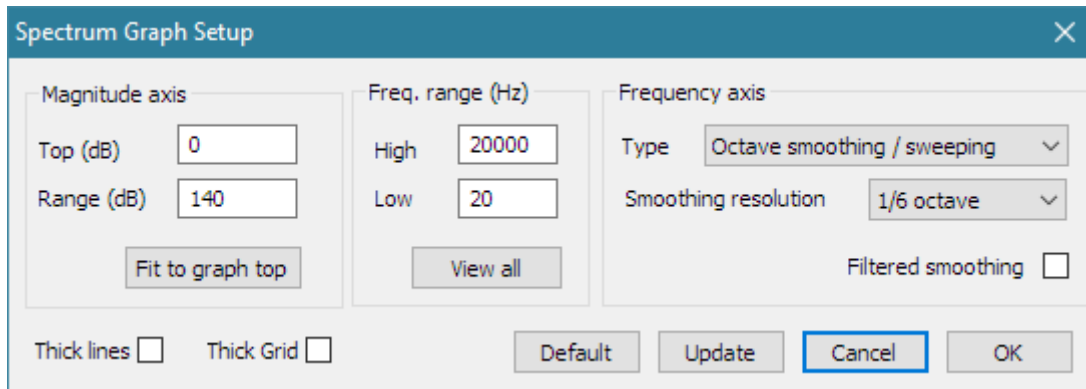 Spectrum Graph Setup
Magnitude axis
Top (dB) 0
Range (dB) 140
Fit to graph top
Freq. range (Hz)
High 20000
Low 20
View all
Frequency axis
Type Octave smoothing / sweeping
Smoothing resolution 1/6 octave
Filtered smoothing
Thick lines Thick Grid Default Update Cancel OK